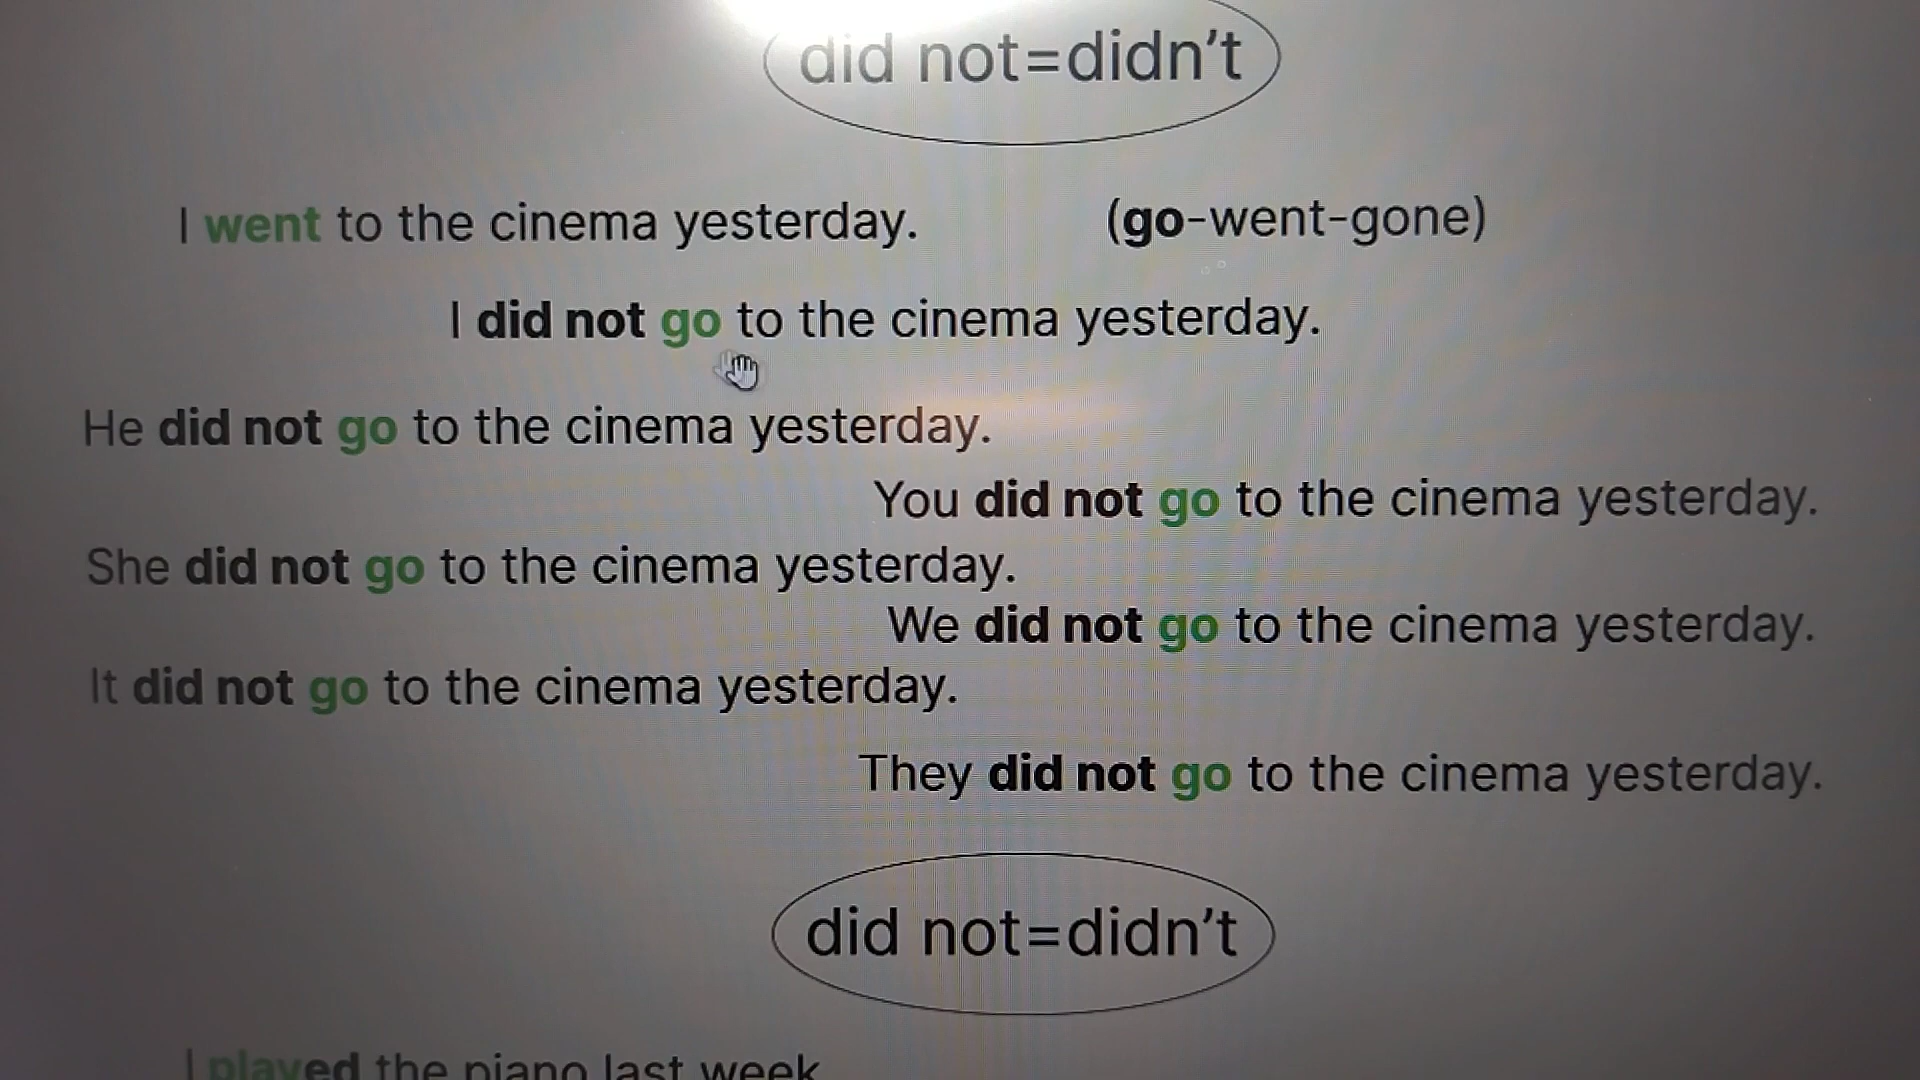 did not=didn't
I went to the cinema yesterday. (go-went-gone)
I did not go to the cinema yesterday.
He did not go to the cinema yesterday.
You did not go to the cinema yesterday.
She did not go to the cinema yesterday.
We did not go to the cinema yesterday.
It did not go to the cinema yesterday.
They did not go to the cinema yesterday.
did not=didn't
I played the piano last week